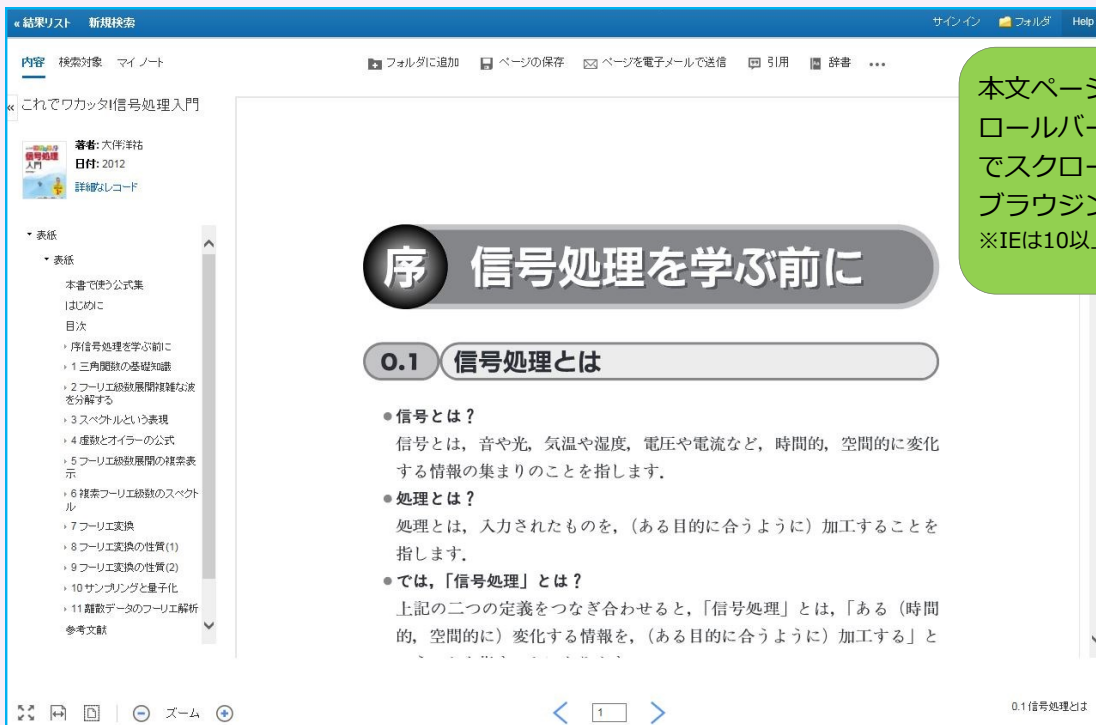 «結果リスト 新規検索 サインイン フォルダ Help
内容 検索対象 マイ ノート
フォルダに追加 ページの保存 ページを電子メールで送信 引用 辞書 •••
« これでワカッタ!信号処理入門
信号処理
入門
著者: 大伴洋祐
日付: 2012
詳細なレコード
表紙
表紙
本書で使う公式集
はじめに
目次
序信号処理を学ぶ前に
1 三角関数の基礎知識
2 フーリエ級数展開複雑な波
を分解する
3 スペクトルという表現
4 虚数とオイラーの公式
5 フーリエ級数展開の複素表
示
6 複素フーリエ級数のスペクト
ル
7 フーリエ変換
8 フーリエ変換の性質(1)
9 フーリエ変換の性質(2)
10 サンプリングと量子化
11 離散データのフーリエ解析
参考文献
序 信号処理を学ぶ前に
0.1 信号処理とは
●信号とは？
信号とは，音や光，気温や湿度，電圧や電流など，時間的，空間的に変化
する情報の集まりのことを指します．
●処理とは？
処理とは，入力されたものを，（ある目的に合うように）加工することを
指します．
●では，「信号処理」とは？
上記の二つの定義をつなぎ合わせると，「信号処理」とは，「ある（時間
的，空間的に）変化する情報を，（ある目的に合うように）加工する」と
本文ページ
ロールバー
でスクロー
ブラウジン
※IEは10以上
ズーム
1
0.1 信号処理とは